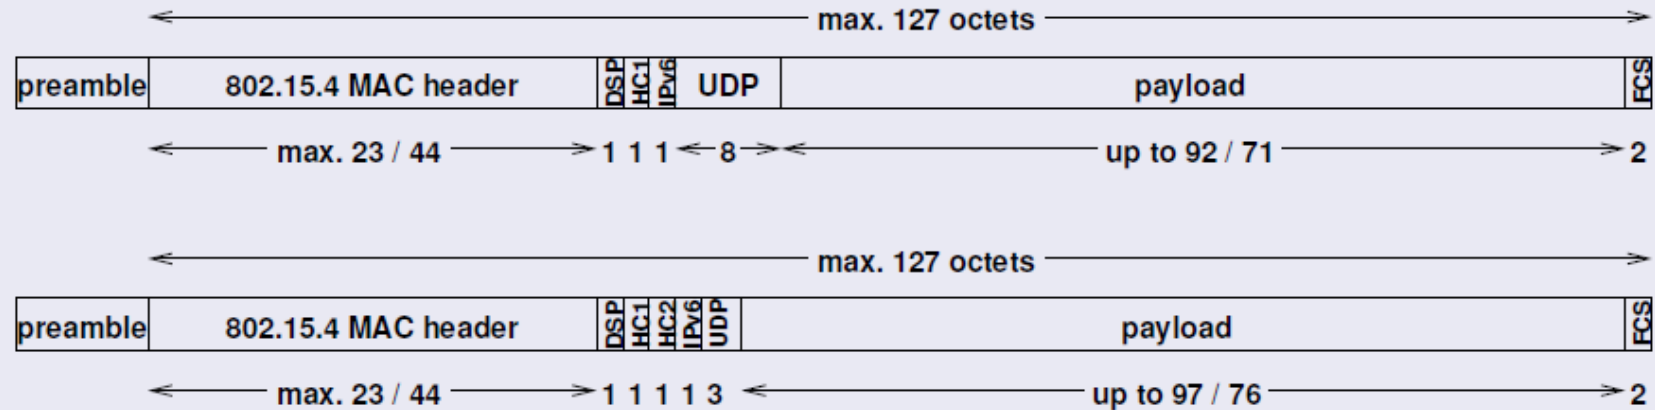 max. 127 octets
preamble 802.15.4 MAC header DSP HC1 IPv6 UDP payload FCS
max. 23 / 44 1 1 1 8 up to 92 / 71 2
max. 127 octets
preamble 802.15.4 MAC header DSP HC1 HC2 IPv6 UDP payload FCS
max. 23 / 44 1 1 1 1 3 up to 97 / 76 2